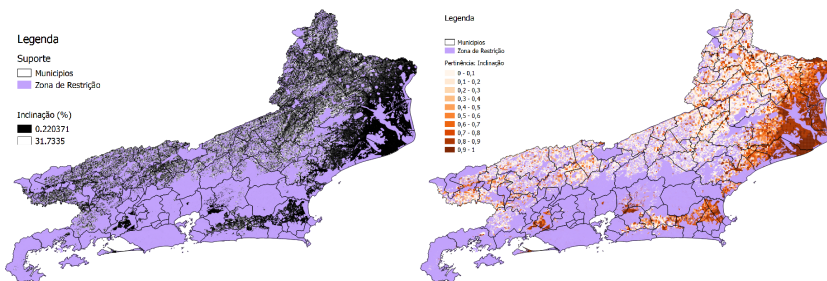 Legenda
Suporte
Municípios
Zona de Restrição
Inclinação (%)
0.220371
31.7335
Legenda
Municípios
Zona de Restrição
Pertinência: Inclinação
0 - 0,1
0,1 - 0,2
0,2 - 0,3
0,3 - 0,4
0,4 - 0,5
0,5 - 0,6
0,6 - 0,7
0,7 - 0,8
0,8 - 0,9
0,9 - 1